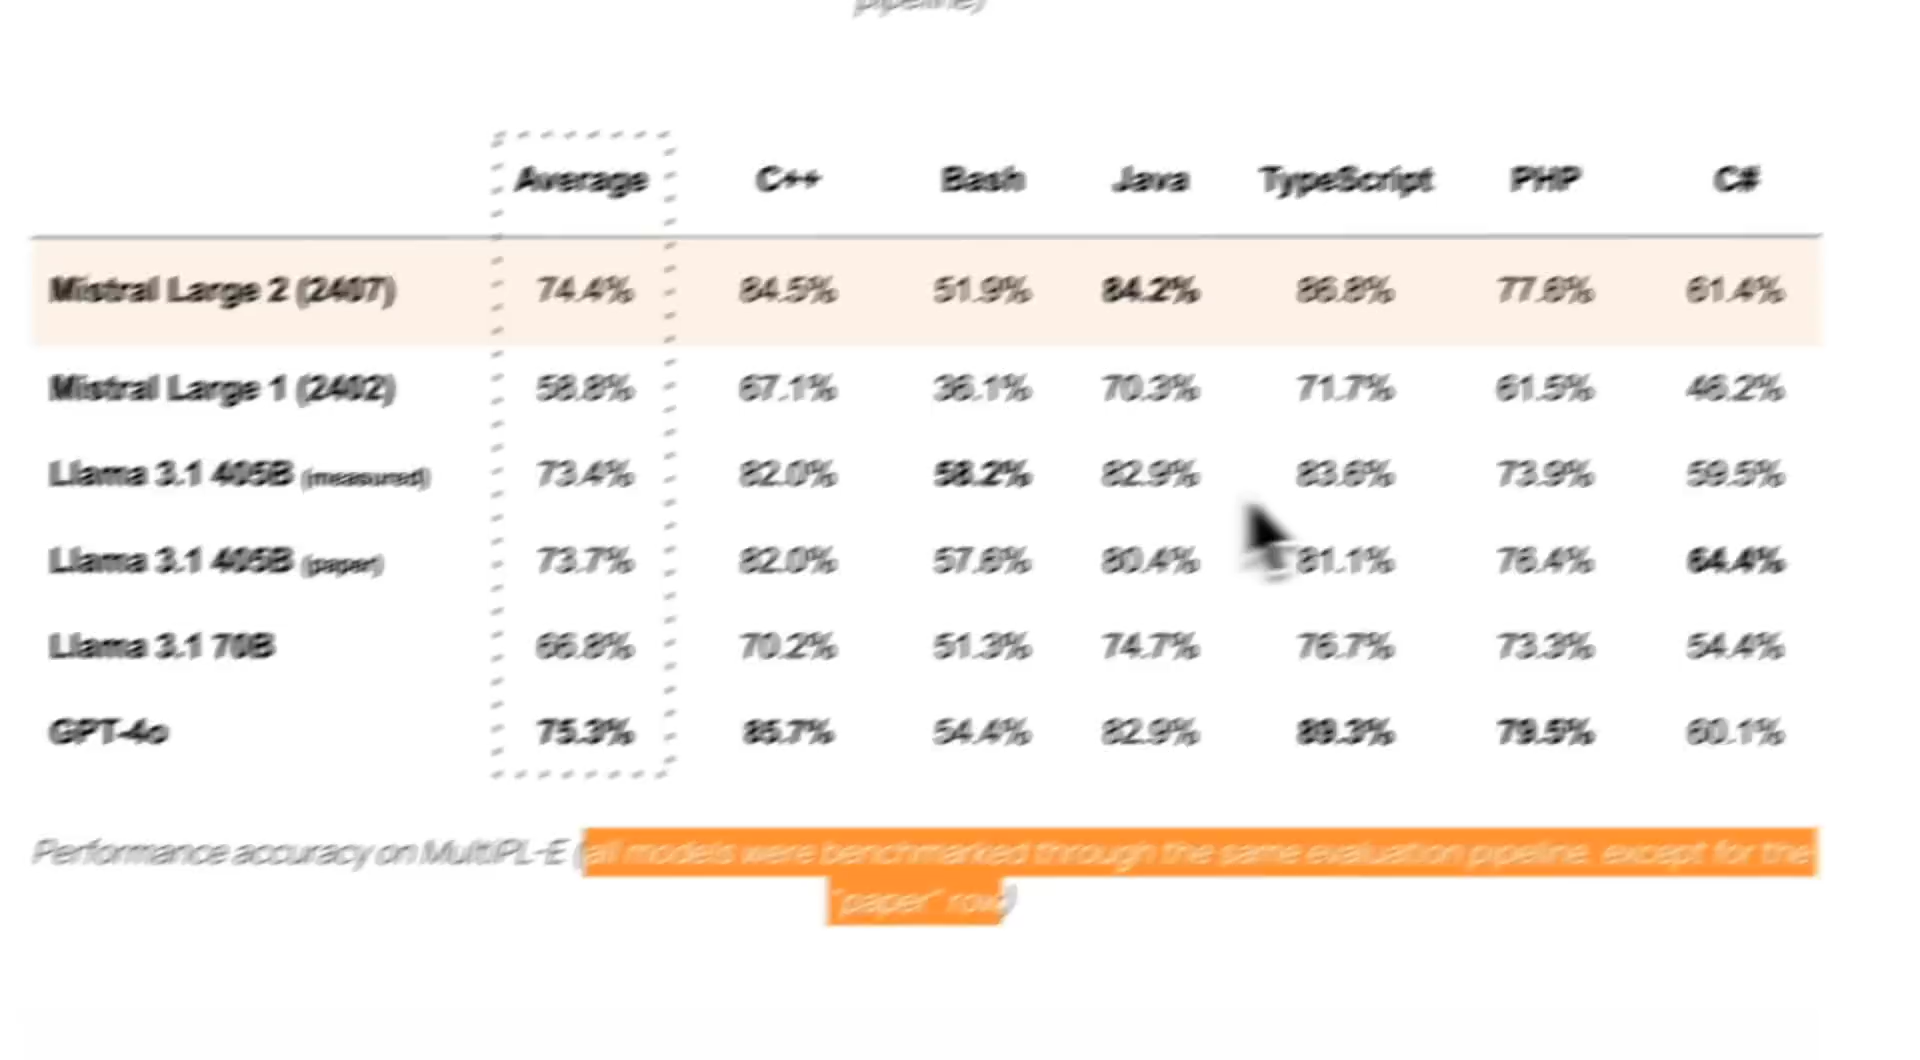 pipeline)
Average C++ Bash Java TypeScript PHP C#
Mistral Large 2 (2407) 74.4% 84.5% 51.9% 84.2% 86.8% 77.6% 61.4%
Mistral Large 1 (2402) 58.8% 67.1% 36.1% 70.3% 71.7% 61.5% 46.2%
Llama 3.1 405B (measured) 73.4% 82.0% 58.2% 82.9% 83.6% 73.9% 59.5%
Llama 3.1 405B (paper) 73.7% 82.0% 57.6% 80.4% 81.1% 76.4% 64.4%
Llama 3.1 70B 66.8% 70.2% 51.3% 74.7% 76.7% 73.3% 54.4%
GPT-4o 75.3% 85.7% 54.4% 82.9% 89.3% 79.5% 60.1%
Performance accuracy on MultiPL-E (all models were benchmarked through the same evaluation pipeline, except for the
"paper" row)